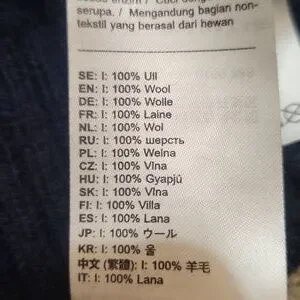 serupa. / Mengandung bagian non-
tekstil yang berasal dari hewan
SE: I: 100% Ull
EN: I: 100% Wool
DE: I: 100% Wolle
FR: I: 100% Laine
NL: I: 100% Wol
RU: I: 100% шерсть
PL: I: 100% Wełna
CZ: I: 100% Vlna
HU: I: 100% Gyapjú
SK: I: 100% Vlna
FI: I: 100% Villa
ES: I: 100% Lana
JP: I: 100% ウール
KR: I: 100% 울
中文 (繁體): I: 100% 羊毛
IT: I: 100% Lana